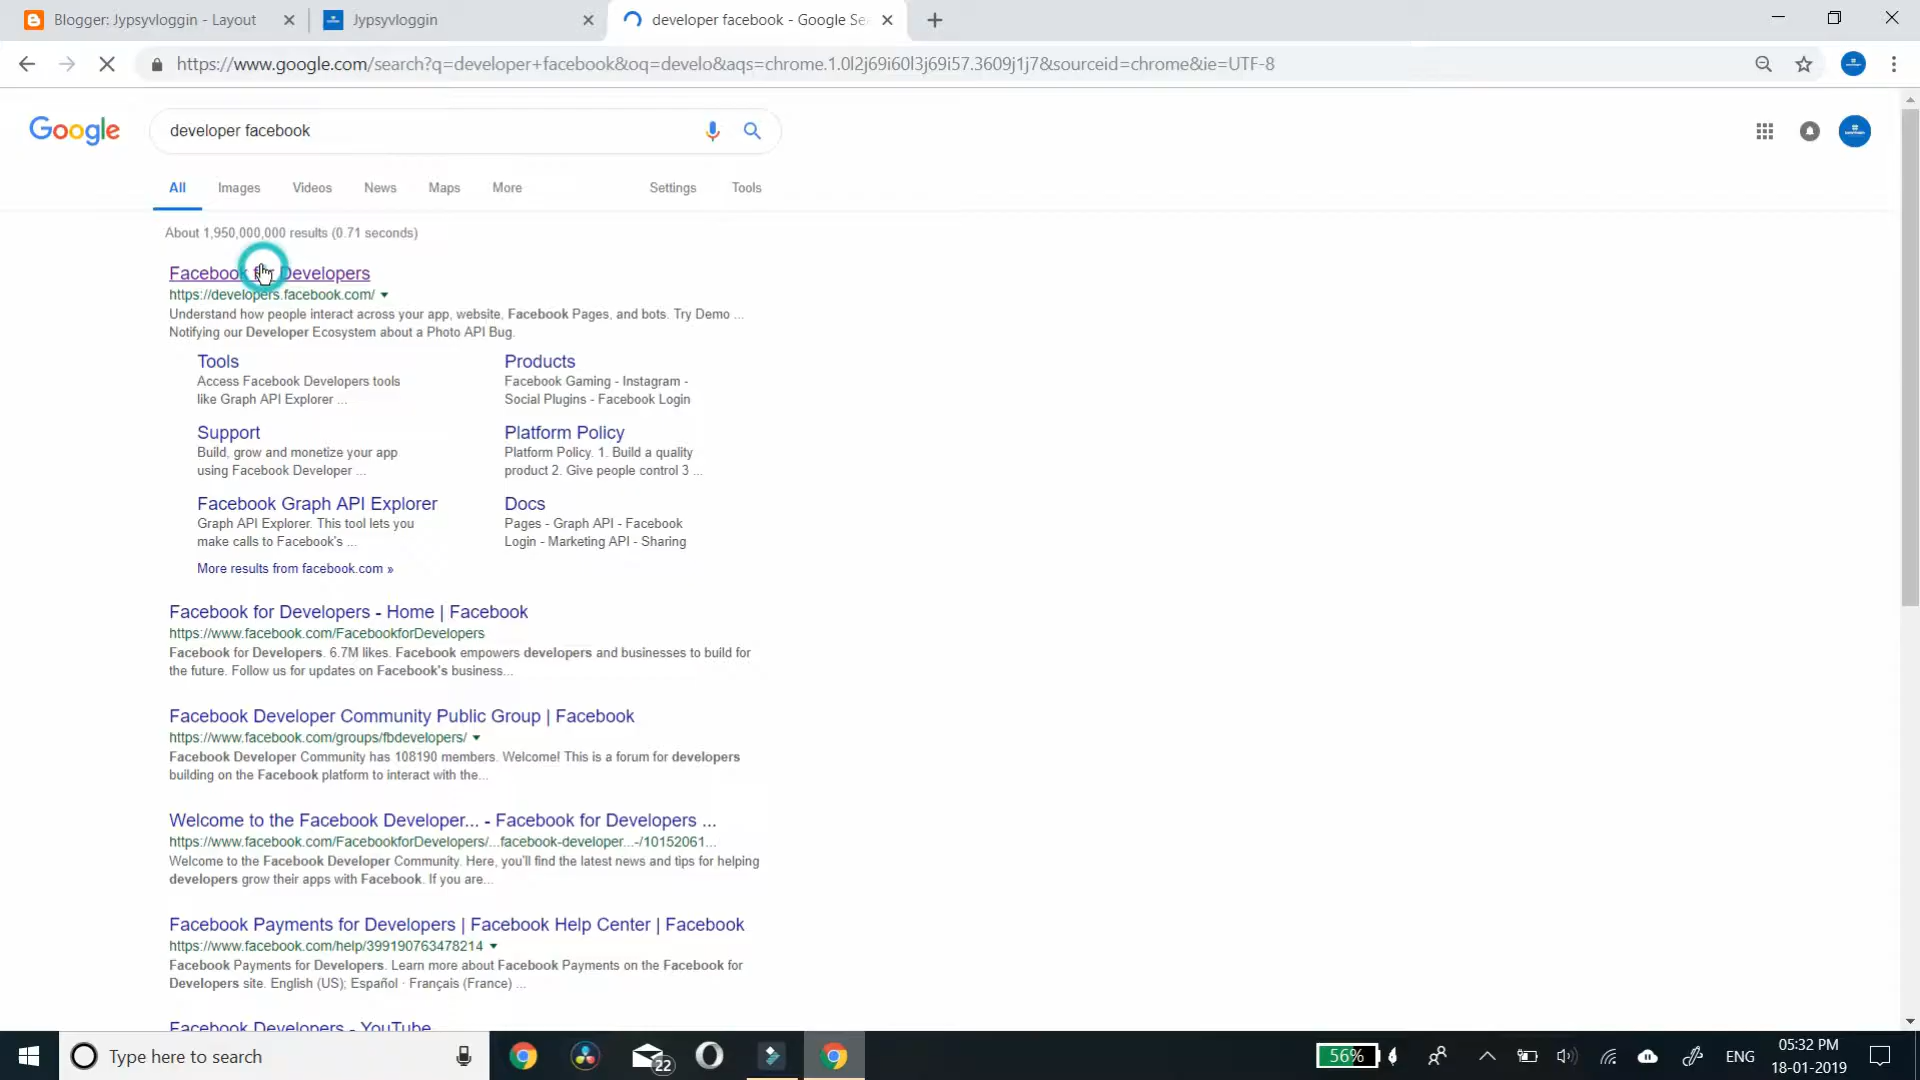 Blogger: Jypsyvloggin - Layout
Jypsyvloggin
developer facebook - Google Se
https://www.google.com/search?q=developer+facebook&oq=develo&aqs=chrome.1.0l2j69i60l3j69i57.3609j1j7&sourceid=chrome&ie=UTF-8
Google
developer facebook
All Images Videos News Maps More Settings Tools
About 1,950,000,000 results (0.71 seconds)
Facebook for Developers
https://developers.facebook.com/
Understand how people interact across your app, website, Facebook Pages, and bots. Try Demo ...
Notifying our Developer Ecosystem about a Photo API Bug.
Tools
Access Facebook Developers tools
like Graph API Explorer ...
Products
Facebook Gaming - Instagram -
Social Plugins - Facebook Login
Support
Build, grow and monetize your app
using Facebook Developer ...
Platform Policy
Platform Policy. 1. Build a quality
product 2. Give people control 3 ...
Facebook Graph API Explorer
Graph API Explorer. This tool lets you
make calls to Facebook's ...
Docs
Pages - Graph API - Facebook
Login - Marketing API - Sharing
More results from facebook.com »
Facebook for Developers - Home | Facebook
https://www.facebook.com/FacebookforDevelopers
Facebook for Developers. 6.7M likes. Facebook empowers developers and businesses to build for
the future. Follow us for updates on Facebook's business...
Facebook Developer Community Public Group | Facebook
https://www.facebook.com/groups/fbdevelopers/
Facebook Developer Community has 108190 members. Welcome! This is a forum for developers
building on the Facebook platform to interact with the...
Welcome to the Facebook Developer... - Facebook for Developers ...
https://www.facebook.com/FacebookforDevelopers/...facebook-developer...-/10152061...
Welcome to the Facebook Developer Community. Here, you'll find the latest news and tips for helping
developers grow their apps with Facebook. If you are...
Facebook Payments for Developers | Facebook Help Center | Facebook
https://www.facebook.com/help/399190763478214
Facebook Payments for Developers. Learn more about Facebook Payments on the Facebook for
Developers site. English (US); Español · Français (France) ...
Facebook Developers - YouTube
Type here to search
22
56%
ENG
05:32 PM
18-01-2019